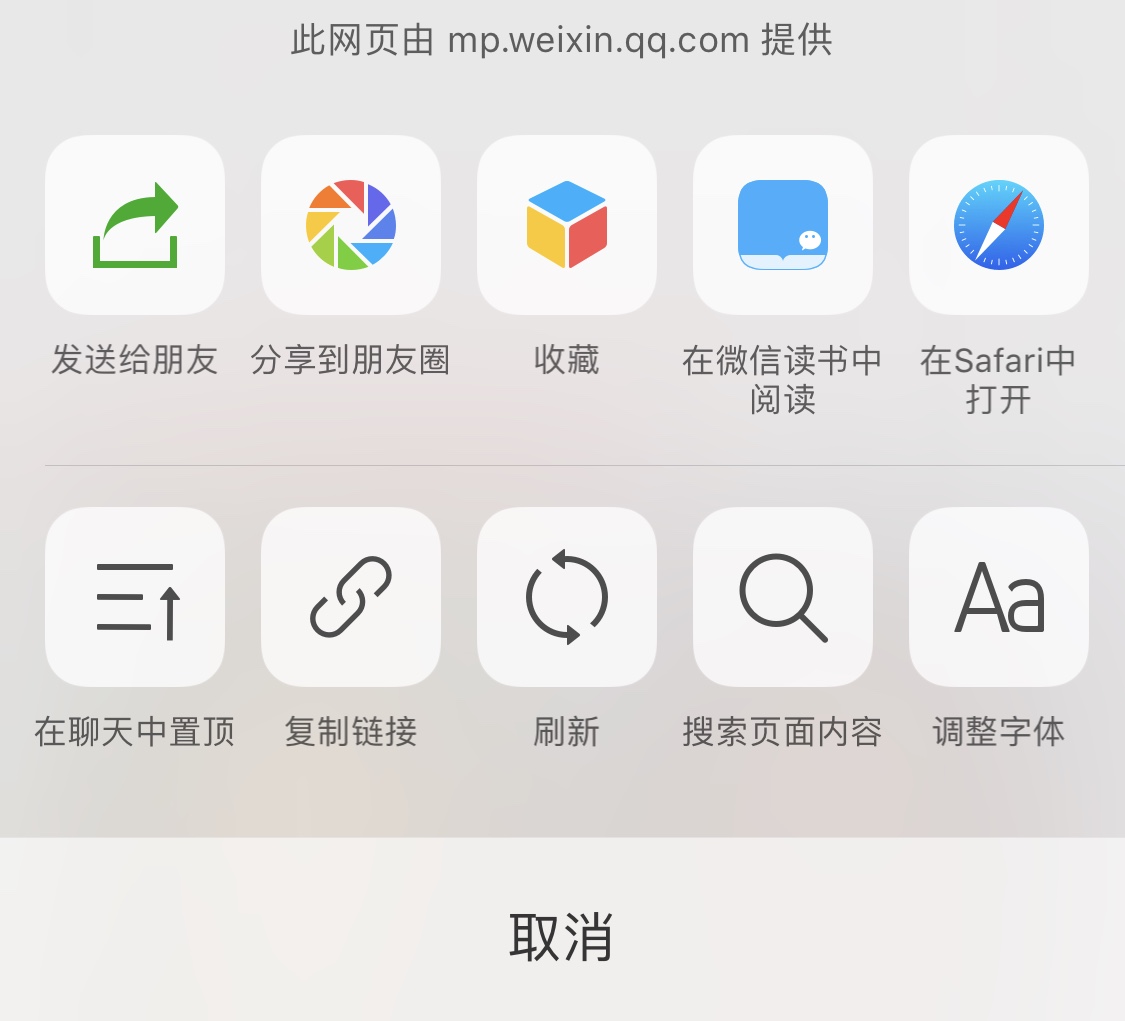 此网页由 mp.weixin.qq.com 提供
发送给朋友
分享到朋友圈
收藏
在微信读书中
阅读
在Safari中
打开
在聊天中置顶
复制链接
刷新
搜索页面内容
Aa
调整字体
取消